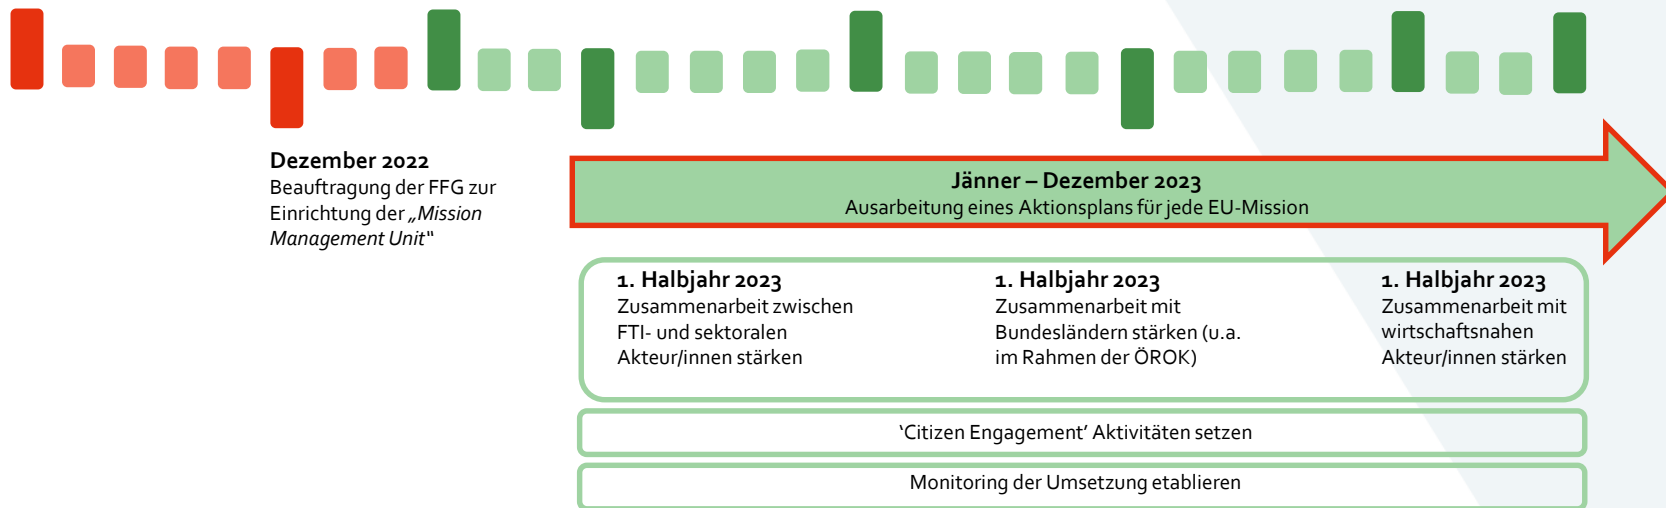 Dezember 2022
Beauftragung der FFG zur
Einrichtung der „Mission
Management Unit“
Jänner – Dezember 2023
Ausarbeitung eines Aktionsplans für jede EU-Mission
1. Halbjahr 2023
Zusammenarbeit zwischen
FTI- und sektoralen
Akteur/innen stärken
1. Halbjahr 2023
Zusammenarbeit mit
Bundesländern stärken (u.a.
im Rahmen der ÖROK)
1. Halbjahr 2023
Zusammenarbeit mit
wirtschaftsnahen
Akteur/innen stärken
‘Citizen Engagement’ Aktivitäten setzen
Monitoring der Umsetzung etablieren